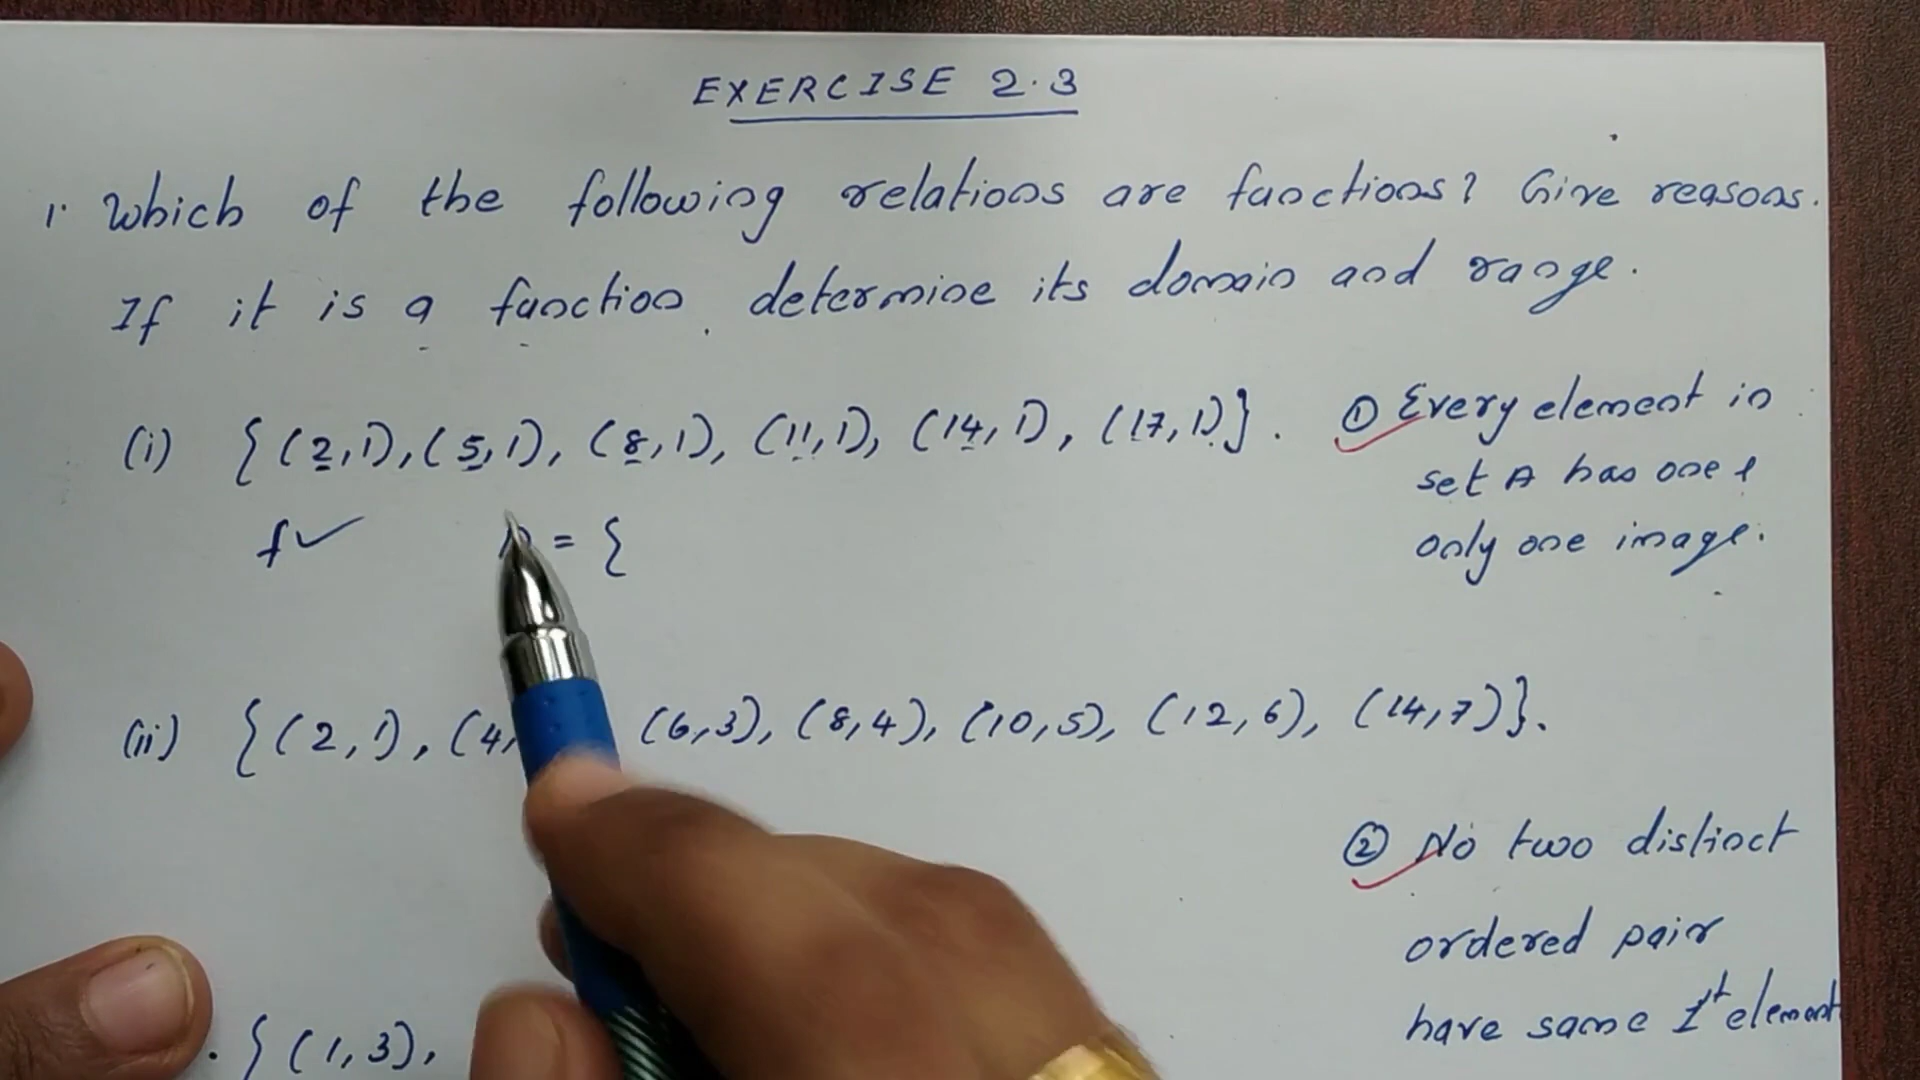 EXERCISE 2.3
1. Which of the following relations are functions? Give reasons.
If it is a function, determine its domain and range.
(i) {(2,1),(5,1), (8,1), (11,1), (14,1), (17,1)}.
① Every element in
set A has one &
only one image.
f✓ = {
(ii) {(2,1), (4, (6,3), (8,4), (10,5), (12,6), (14,7)}.
② No two distinct
ordered pair
have same 1st element
. {(1,3),